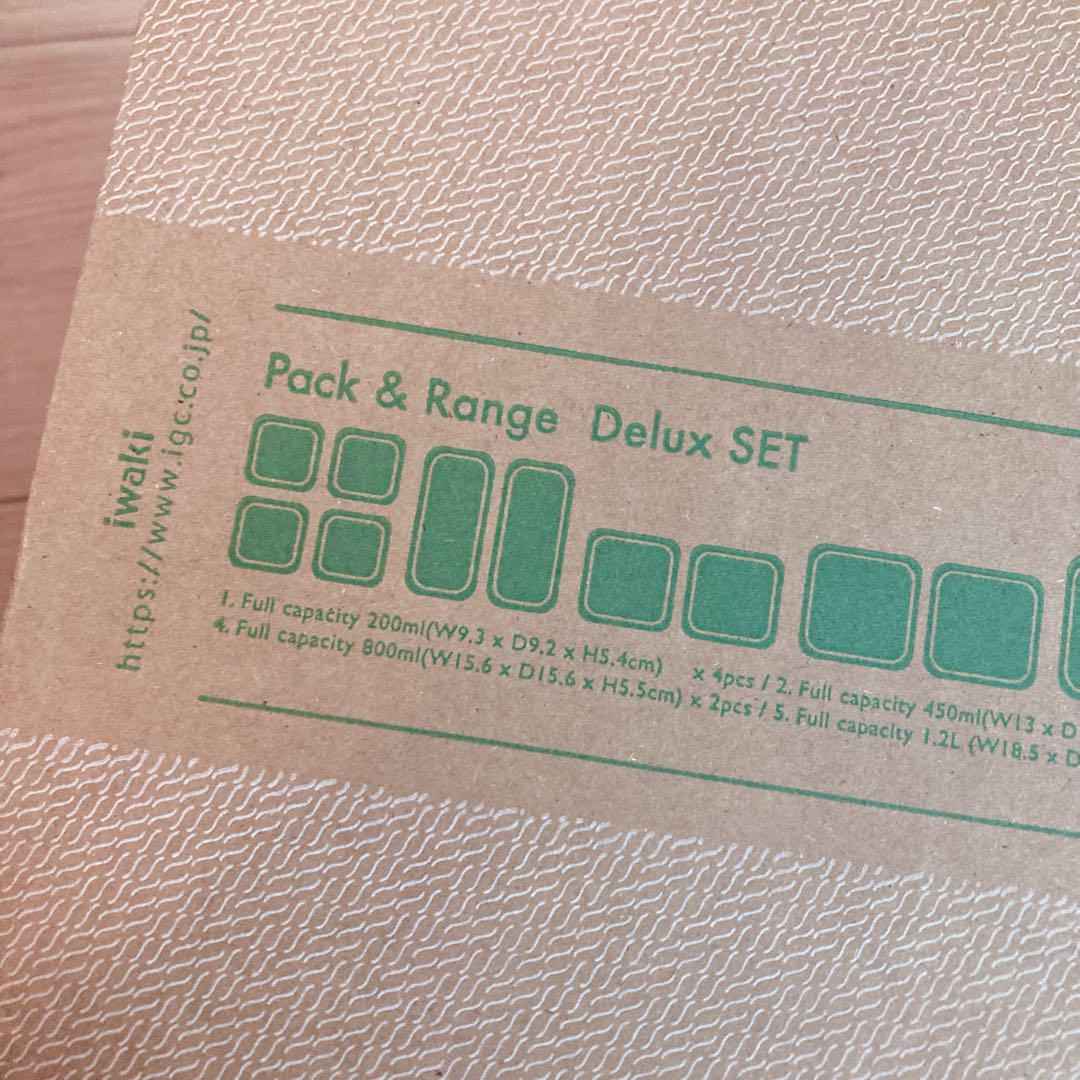 iwaki
https://www.igc.co.jp/
Pack & Range Delux SET
1. Full capacity 200ml(W9.3 x D9.2 x H5.4cm) x 4pcs / 2. Full capacity 450ml(W13 x D
4. Full capacity 800ml(W15.6 x D15.6 x H5.5cm) x 2pcs / 5. Full capacity 1.2L (W18.5 x D